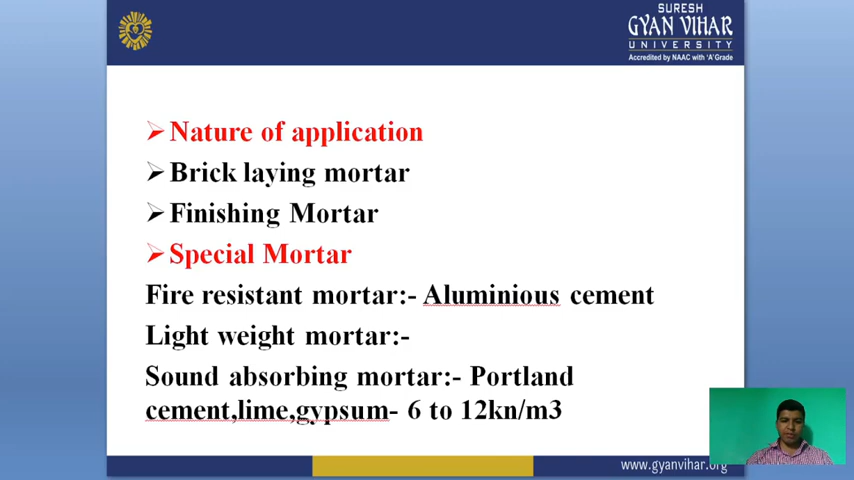 SURESH
GYAN VIHAR
UNIVERSITY
Accredited by NAAC with 'A' Grade
Nature of application
Brick laying mortar
Finishing Mortar
Special Mortar
Fire resistant mortar:- Aluminious cement
Light weight mortar:-
Sound absorbing mortar:- Portland
cement,lime,gypsum- 6 to 12kn/m3
www.gyanvihar.org